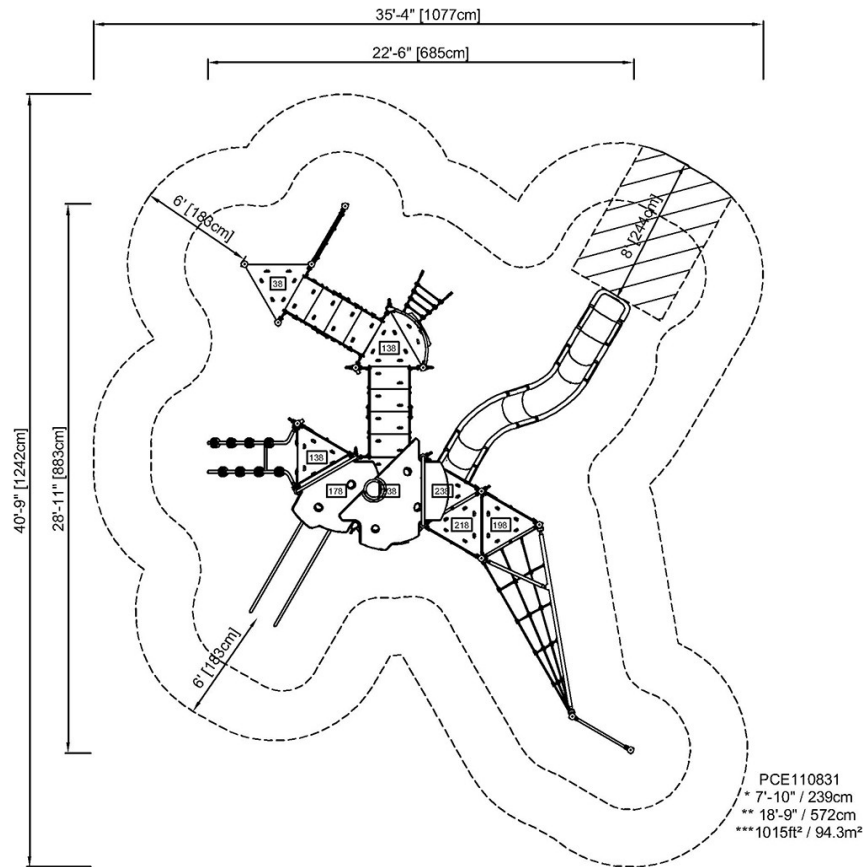 35'-4" [1077cm]
22'-6" [685cm]
6' [183cm]
8' [244cm]
38
138
40'-9" [1242cm]
28'-11" [883cm]
138
178
238
218
198
6' [183cm]
PCE110831
* 7'-10" / 239cm
** 18'-9" / 572cm
***1015ft² / 94.3m²